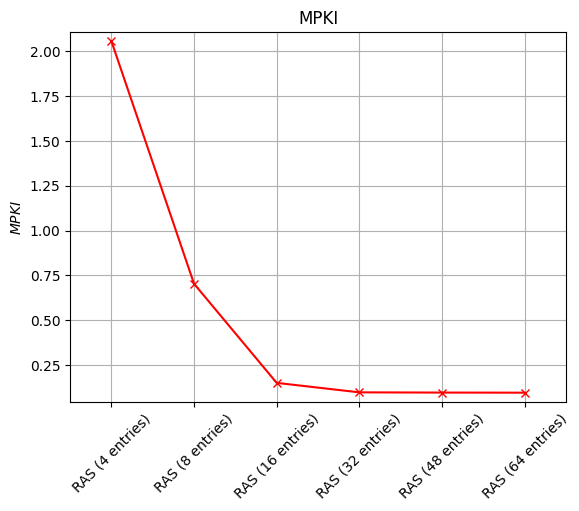 MPKI
MPKI
2.00
1.75
1.50
1.25
1.00
0.75
0.50
0.25
RAS (4 entries)
RAS (8 entries)
RAS (16 entries)
RAS (32 entries)
RAS (48 entries)
RAS (64 entries)